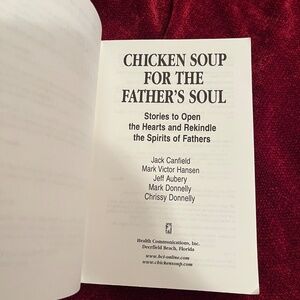 CHICKEN SOUP
FOR THE
FATHER'S SOUL
Stories to Open
the Hearts and Rekindle
the Spirits of Fathers
Jack Canfield
Mark Victor Hansen
Jeff Aubery
Mark Donnelly
Chrissy Donnelly
Health Communications, Inc.
Deerfield Beach, Florida
www.hci-online.com
www.chickensoup.com